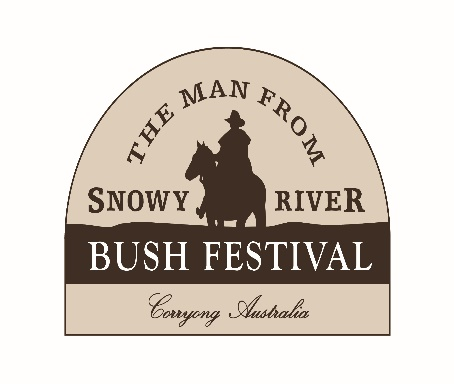 THE MAN FROM
SNOWY RIVER
BUSH FESTIVAL
Corryong Australia